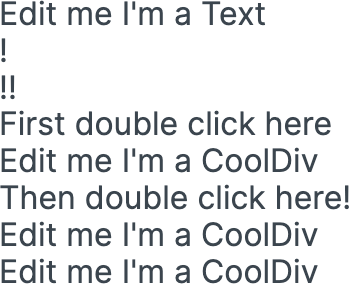 Edit me I'm a Text
!
!!
First double click here
Edit me I'm a CoolDiv
Then double click here!
Edit me I'm a CoolDiv
Edit me I'm a CoolDiv